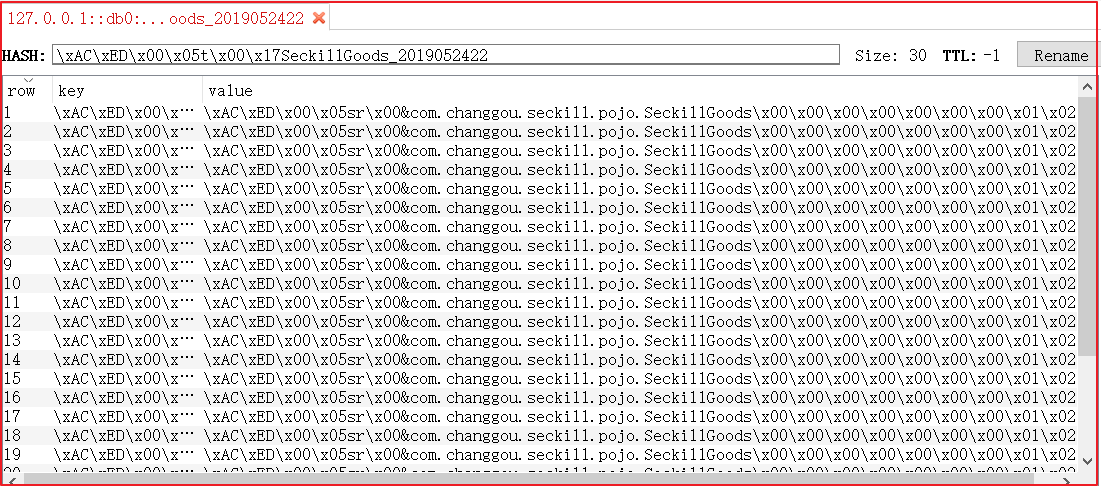 127.0.0.1::db0:...oods_2019052422
HASH: \xAC\xED\x00\x05t\x00\x17SeckillGoods_2019052422 Size: 30 TTL: -1 Rename
row key value
1 \xAC\xED\x00\x… \xAC\xED\x00\x05sr\x00&com.changgou.seckill.pojo.SeckillGoods\x00\x00\x00\x00\x00\x00\x01\x02
2 \xAC\xED\x00\x… \xAC\xED\x00\x05sr\x00&com.changgou.seckill.pojo.SeckillGoods\x00\x00\x00\x00\x00\x00\x01\x02
3 \xAC\xED\x00\x… \xAC\xED\x00\x05sr\x00&com.changgou.seckill.pojo.SeckillGoods\x00\x00\x00\x00\x00\x00\x01\x02
4 \xAC\xED\x00\x… \xAC\xED\x00\x05sr\x00&com.changgou.seckill.pojo.SeckillGoods\x00\x00\x00\x00\x00\x00\x01\x02
5 \xAC\xED\x00\x… \xAC\xED\x00\x05sr\x00&com.changgou.seckill.pojo.SeckillGoods\x00\x00\x00\x00\x00\x00\x01\x02
6 \xAC\xED\x00\x… \xAC\xED\x00\x05sr\x00&com.changgou.seckill.pojo.SeckillGoods\x00\x00\x00\x00\x00\x00\x01\x02
7 \xAC\xED\x00\x… \xAC\xED\x00\x05sr\x00&com.changgou.seckill.pojo.SeckillGoods\x00\x00\x00\x00\x00\x00\x01\x02
8 \xAC\xED\x00\x… \xAC\xED\x00\x05sr\x00&com.changgou.seckill.pojo.SeckillGoods\x00\x00\x00\x00\x00\x00\x01\x02
9 \xAC\xED\x00\x… \xAC\xED\x00\x05sr\x00&com.changgou.seckill.pojo.SeckillGoods\x00\x00\x00\x00\x00\x00\x01\x02
10 \xAC\xED\x00\x… \xAC\xED\x00\x05sr\x00&com.changgou.seckill.pojo.SeckillGoods\x00\x00\x00\x00\x00\x00\x01\x02
11 \xAC\xED\x00\x… \xAC\xED\x00\x05sr\x00&com.changgou.seckill.pojo.SeckillGoods\x00\x00\x00\x00\x00\x00\x01\x02
12 \xAC\xED\x00\x… \xAC\xED\x00\x05sr\x00&com.changgou.seckill.pojo.SeckillGoods\x00\x00\x00\x00\x00\x00\x01\x02
13 \xAC\xED\x00\x… \xAC\xED\x00\x05sr\x00&com.changgou.seckill.pojo.SeckillGoods\x00\x00\x00\x00\x00\x00\x01\x02
14 \xAC\xED\x00\x… \xAC\xED\x00\x05sr\x00&com.changgou.seckill.pojo.SeckillGoods\x00\x00\x00\x00\x00\x00\x01\x02
15 \xAC\xED\x00\x… \xAC\xED\x00\x05sr\x00&com.changgou.seckill.pojo.SeckillGoods\x00\x00\x00\x00\x00\x00\x01\x02
16 \xAC\xED\x00\x… \xAC\xED\x00\x05sr\x00&com.changgou.seckill.pojo.SeckillGoods\x00\x00\x00\x00\x00\x00\x01\x02
17 \xAC\xED\x00\x… \xAC\xED\x00\x05sr\x00&com.changgou.seckill.pojo.SeckillGoods\x00\x00\x00\x00\x00\x00\x01\x02
18 \xAC\xED\x00\x… \xAC\xED\x00\x05sr\x00&com.changgou.seckill.pojo.SeckillGoods\x00\x00\x00\x00\x00\x00\x01\x02
19 \xAC\xED\x00\x… \xAC\xED\x00\x05sr\x00&com.changgou.seckill.pojo.SeckillGoods\x00\x00\x00\x00\x00\x00\x01\x02